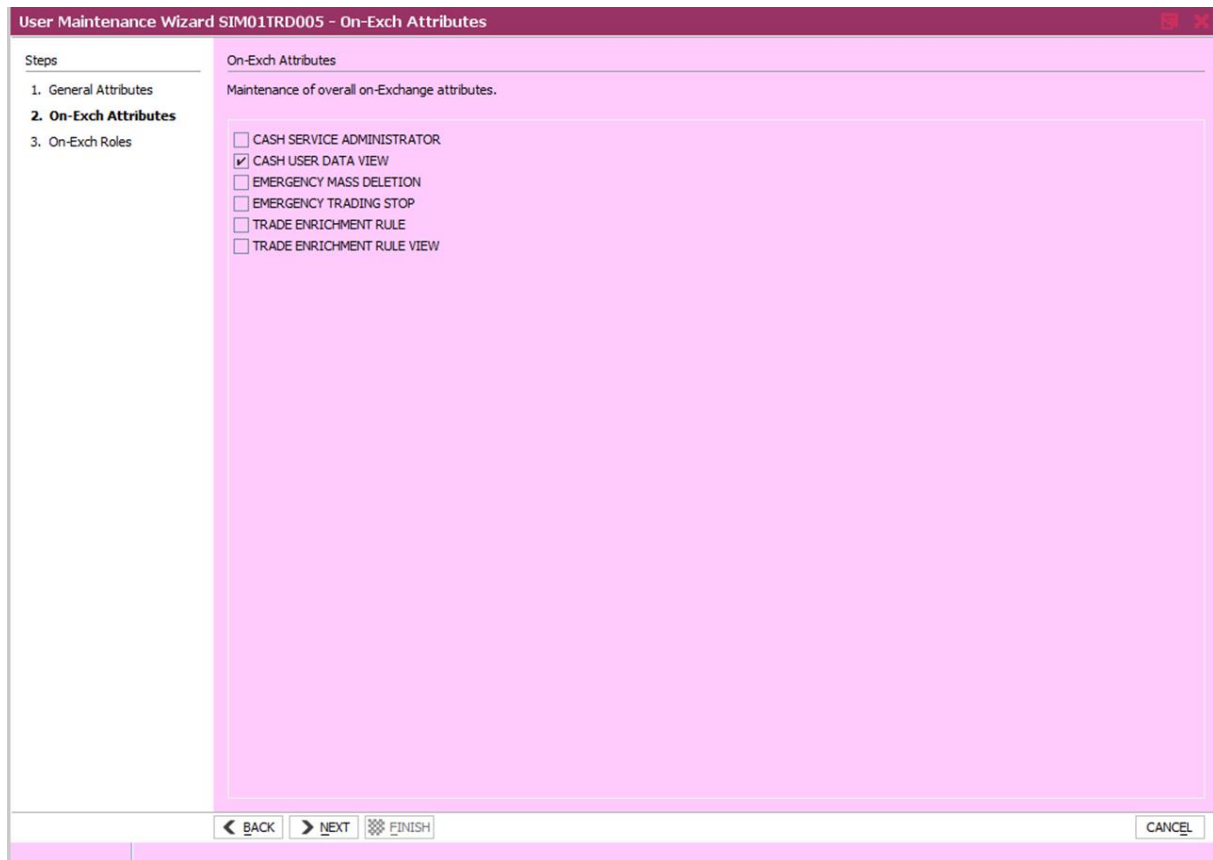 User Maintenance Wizard SIM01TRD005 - On-Exch Attributes
Steps
1. General Attributes
2. On-Exch Attributes
3. On-Exch Roles
On-Exch Attributes
Maintenance of overall on-Exchange attributes.
CASH SERVICE ADMINISTRATOR
CASH USER DATA VIEW
EMERGENCY MASS DELETION
EMERGENCY TRADING STOP
TRADE ENRICHMENT RULE
TRADE ENRICHMENT RULE VIEW
BACK
NEXT
FINISH
CANCEL